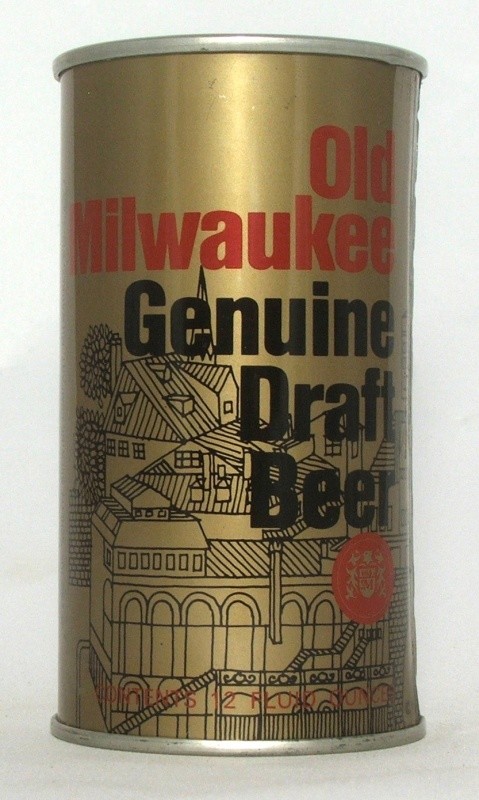 Old
Milwaukee
Genuine
Draft
Beer
CONTENTS 12 FLUID OUNCES